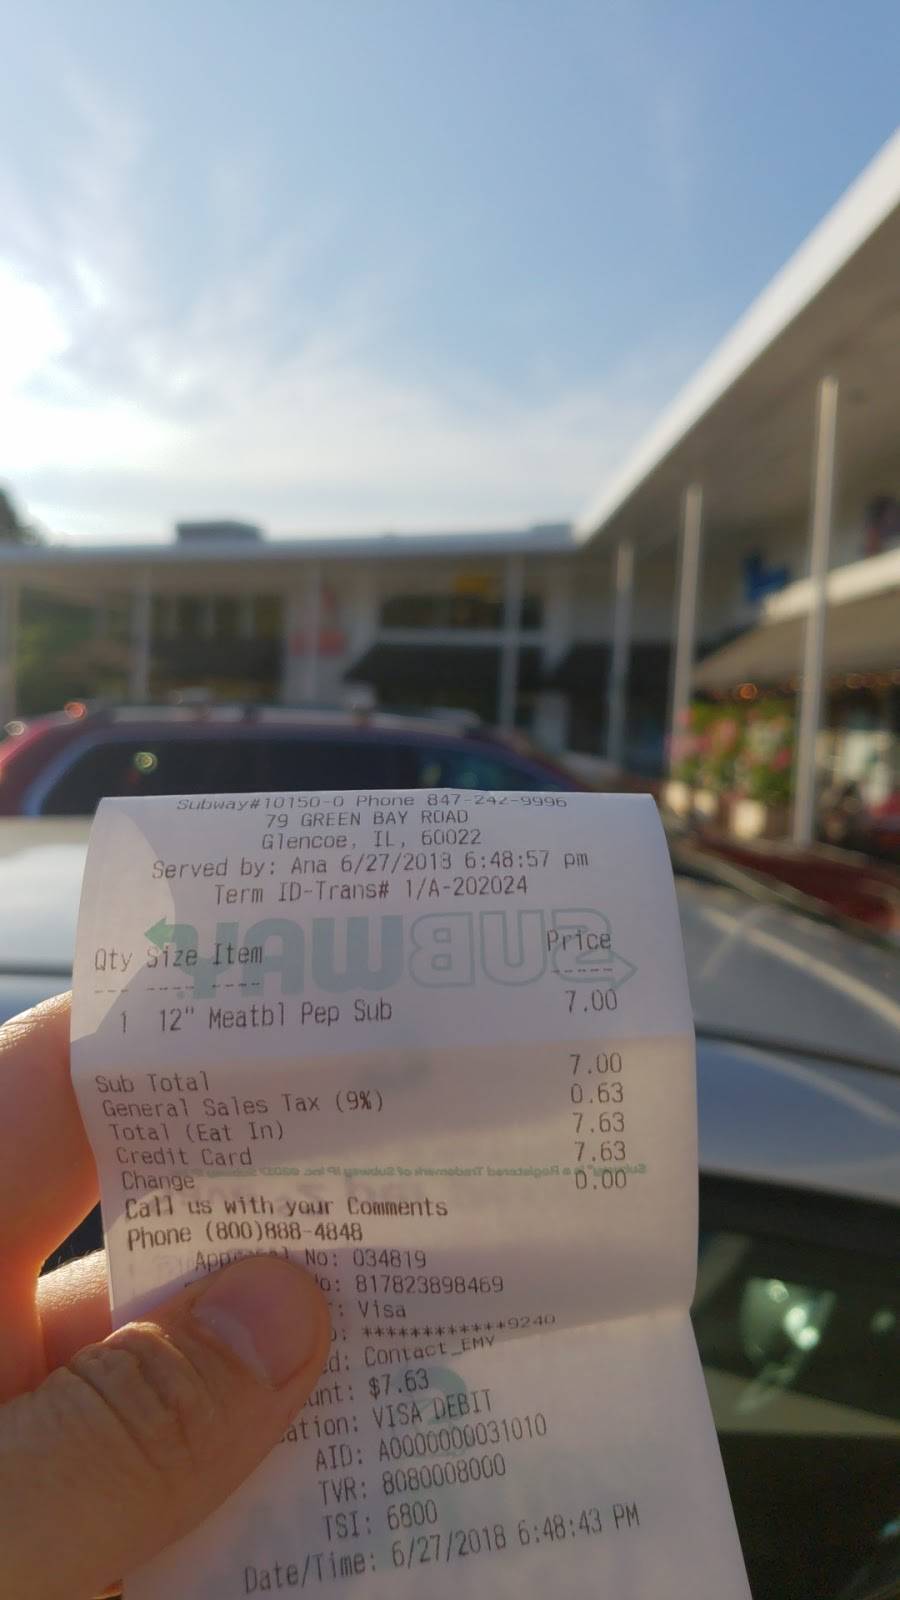 Subway#10150-0 Phone 847-242-9996
79 GREEN BAY ROAD
Glencoe, IL, 60022
Served by: Ana 6/27/2018 6:48:57 pm
Term ID-Trans# 1/A-202024
SUBWAY
Qty Size Item Price
--- ---- ---- -----
1 12" Meatbl Pep Sub 7.00
Sub Total 7.00
General Sales Tax (9%) 0.63
Total (Eat In) 7.63
Credit Card 7.63
Change 0.00
Call us with your Comments
Phone (800)888-4848
No: 034819
817823898469
Visa
************9240
Contact_EMV
$7.63
VISA DEBIT
AID: A0000000031010
TVR: 8080008000
TSI: 6800
Date/Time: 6/27/2018 6:48:43 PM